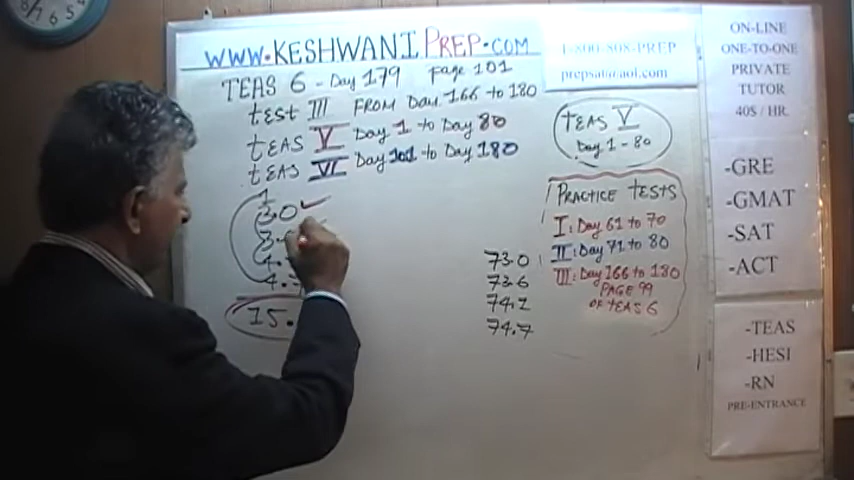 WWW.KESHWANIPREP.COM
TEAS 6 - Day 179 Page 101
test III FROM Day 166 to 180
tEAS V Day 1 to Day 80
tEAS VI Day 101 to Day 180
1
3.0 ✓
3.
4.
4.
15.
73.0
73.6
74.2
74.7
1-800-808-PREP
prepsat@aol.com
tEAS V
Day 1 - 80
PRACTICE tESTS
I: Day 61 to 70
II: Day 71 to 80
III: Day 166 to 180
PAGE 99
OF TEAS 6
ON-LINE
ONE-TO-ONE
PRIVATE
TUTOR
40$ / HR.
-GRE
-GMAT
-SAT
-ACT
-TEAS
-HESI
-RN
PRE-ENTRANCE